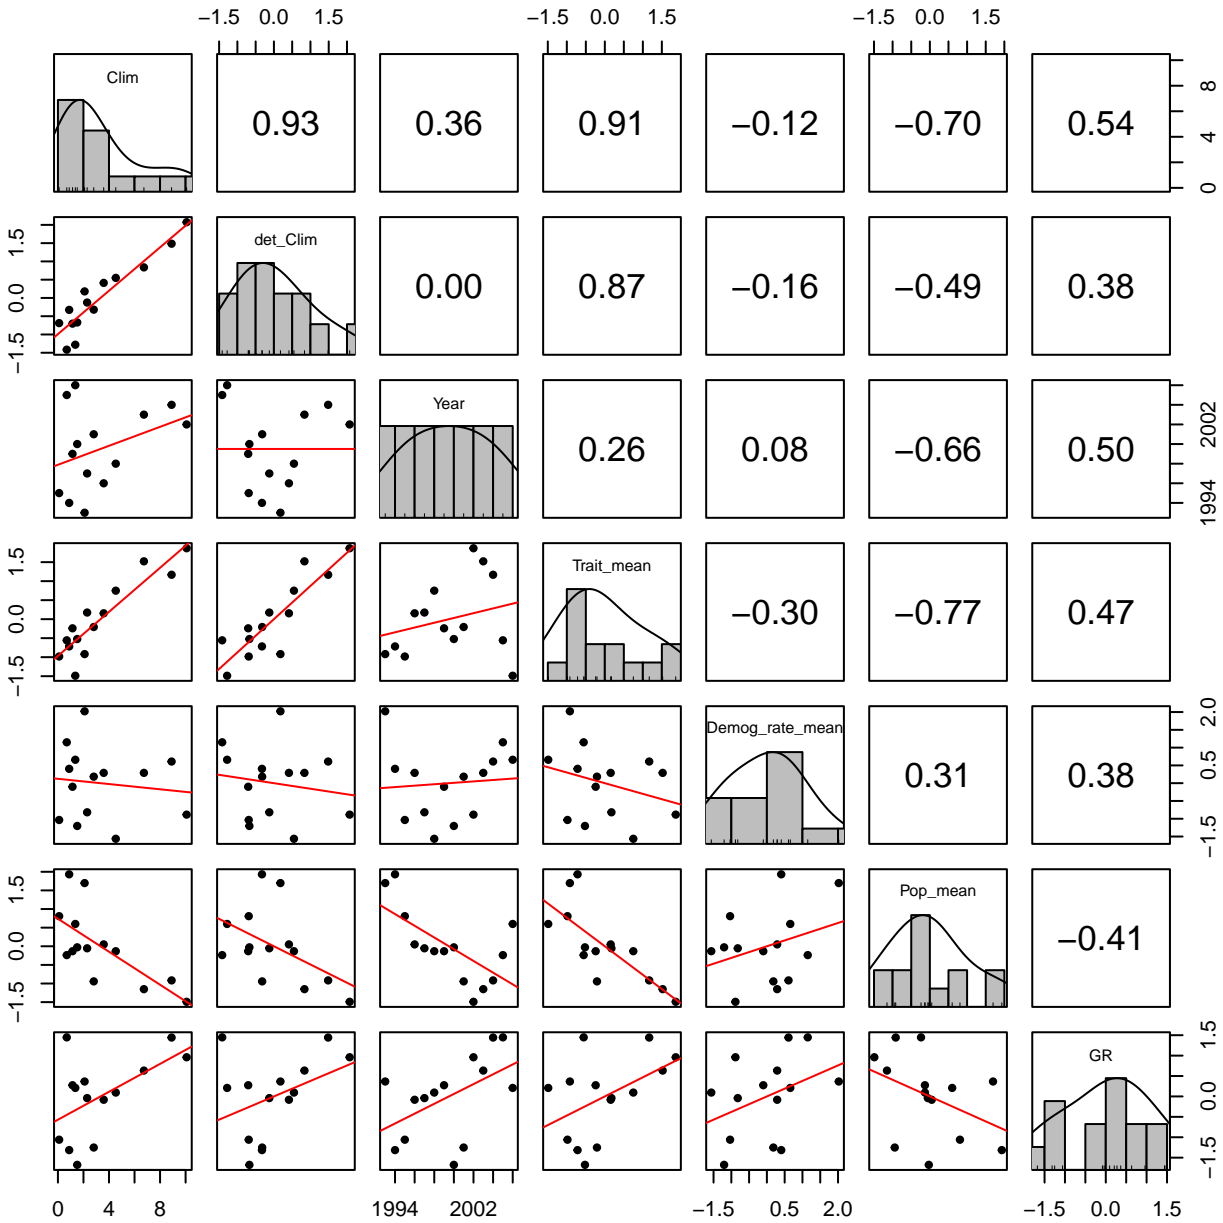 −1.5 0.0 1.5 −1.5 0.0 1.5 −1.5 0.0 1.5
Clim 0.93 0.36 0.91 −0.12 −0.70 0.54 0 4 8
−1.5 0.0 1.5 det_Clim 0.00 0.87 −0.16 −0.49 0.38
Year 0.26 0.08 −0.66 0.50 1994 2002
−1.5 0.0 1.5 Trait_mean −0.30 −0.77 0.47
Demog_rate_mean 0.31 0.38 −1.5 0.5 2.0
−1.5 0.0 1.5 Pop_mean −0.41
GR −1.5 0.0 1.5
0 4 8 1994 2002 −1.5 0.5 2.0 −1.5 0.0 1.5